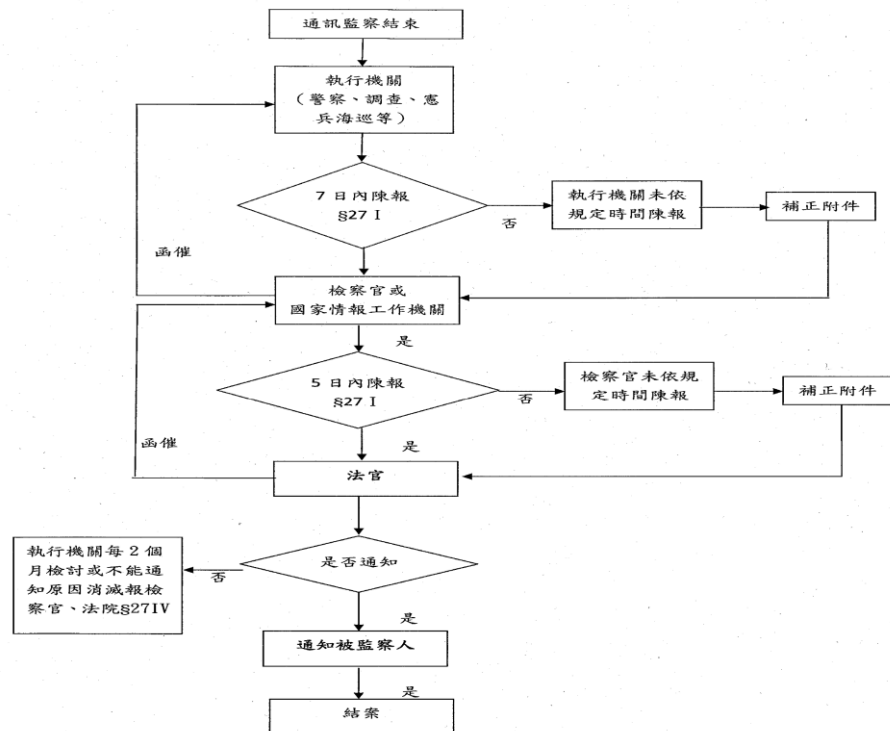 通訊監察結束
執行機關
（警察、調查、憲
兵海巡等）
7 日內陳報
§27 I
否
執行機關未依
規定時間陳報
補正附件
函催
檢察官或
國家情報工作機關
是
5 日內陳報
§27 I
否
檢察官未依規
定時間陳報
補正附件
函催
是
法官
是否通知
否
執行機關每 2 個
月檢討或不能通
知原因消滅報檢
察官、法院§27IV
是
通知被監察人
是
結案